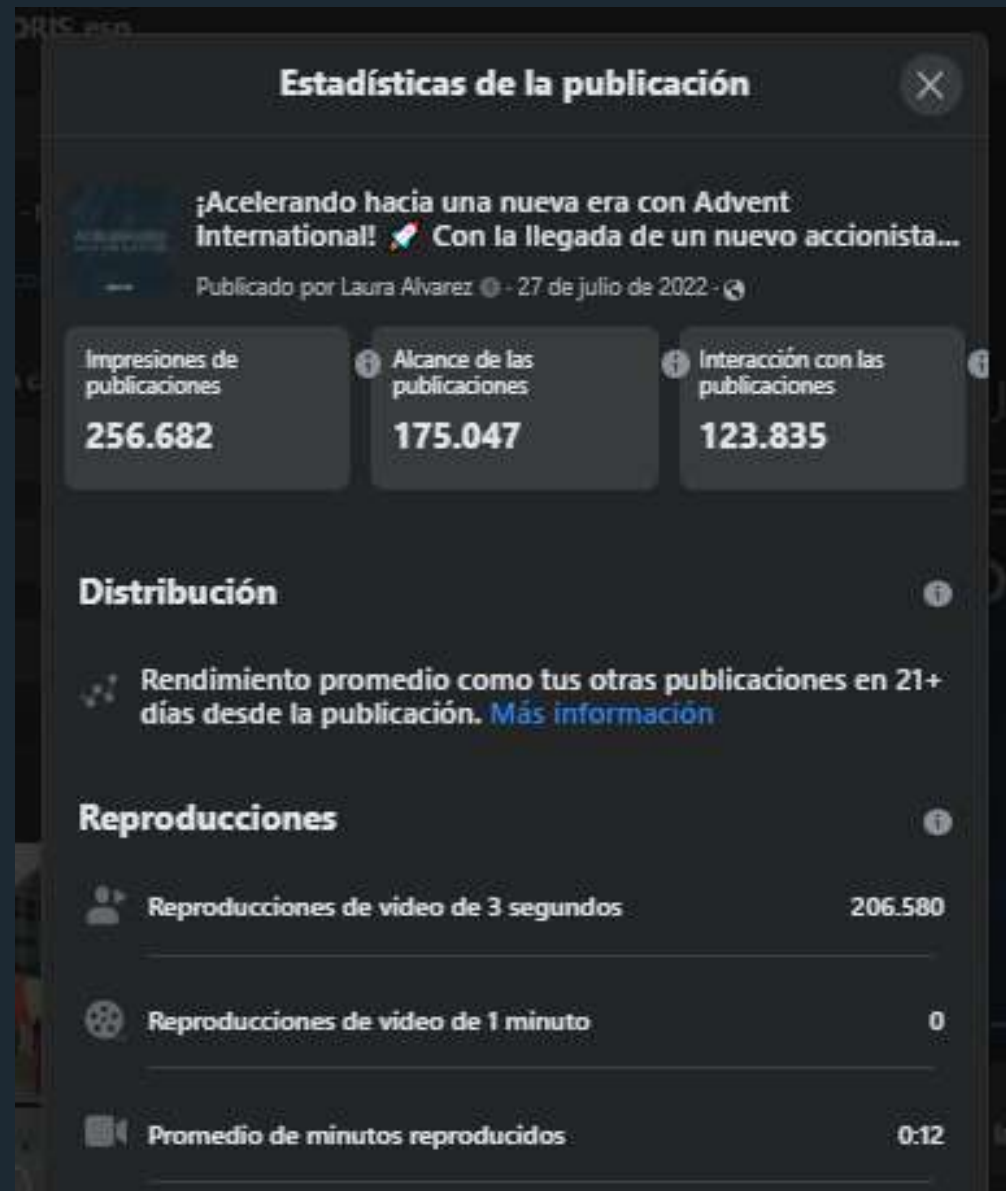 Estadísticas de la publicación
¡Acelerando hacia una nueva era con Advent
International! 🚀 Con la llegada de un nuevo accionista...
Publicado por Laura Alvarez · 27 de julio de 2022 ·
Impresiones de
publicaciones
256.682
Alcance de las
publicaciones
175.047
Interacción con las
publicaciones
123.835
Distribución
Rendimiento promedio como tus otras publicaciones en 21+
días desde la publicación. Más información
Reproducciones
Reproducciones de video de 3 segundos 206.580
Reproducciones de video de 1 minuto 0
Promedio de minutos reproducidos 0:12